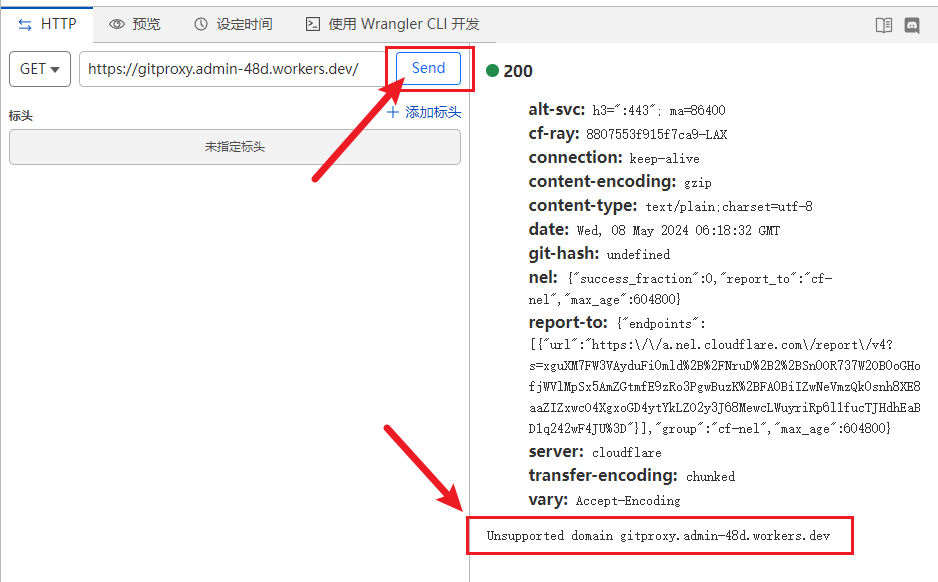 HTTP 预览 设定时间 使用 Wrangler CLI 开发
GET https://gitproxy.admin-48d.workers.dev/ Send
标头 添加标头
未指定标头
200
alt-svc: h3=":443"; ma=86400
cf-ray: 8807553f915f7ca9-LAX
connection: keep-alive
content-encoding: gzip
content-type: text/plain;charset=utf-8
date: Wed, 08 May 2024 06:18:32 GMT
git-hash: undefined
nel: {"success_fraction":0,"report_to":"cf-
nel","max_age":604800}
report-to: {"endpoints":
[{"url":"https:\/\/a.nel.cloudflare.com\/report\/v4?
s=xguXM7FW3VAyduFi0mld%2B%2FNruD%2B2%2BSn0OR737W2OB0oGHo
fjWVlMpSx5AmZGtmfE9zRo3PgwBuzK%2BFA0BiIZwNeVmzQk0snh8XE8
aaZIZxwc04XgxoGD4ytYkLZO2y3J68MewcLWuyriRp6l1fucTJHdhEaB
D1q242wF4JU%3D"}],"group":"cf-nel","max_age":604800}
server: cloudflare
transfer-encoding: chunked
vary: Accept-Encoding
Unsupported domain gitproxy.admin-48d.workers.dev